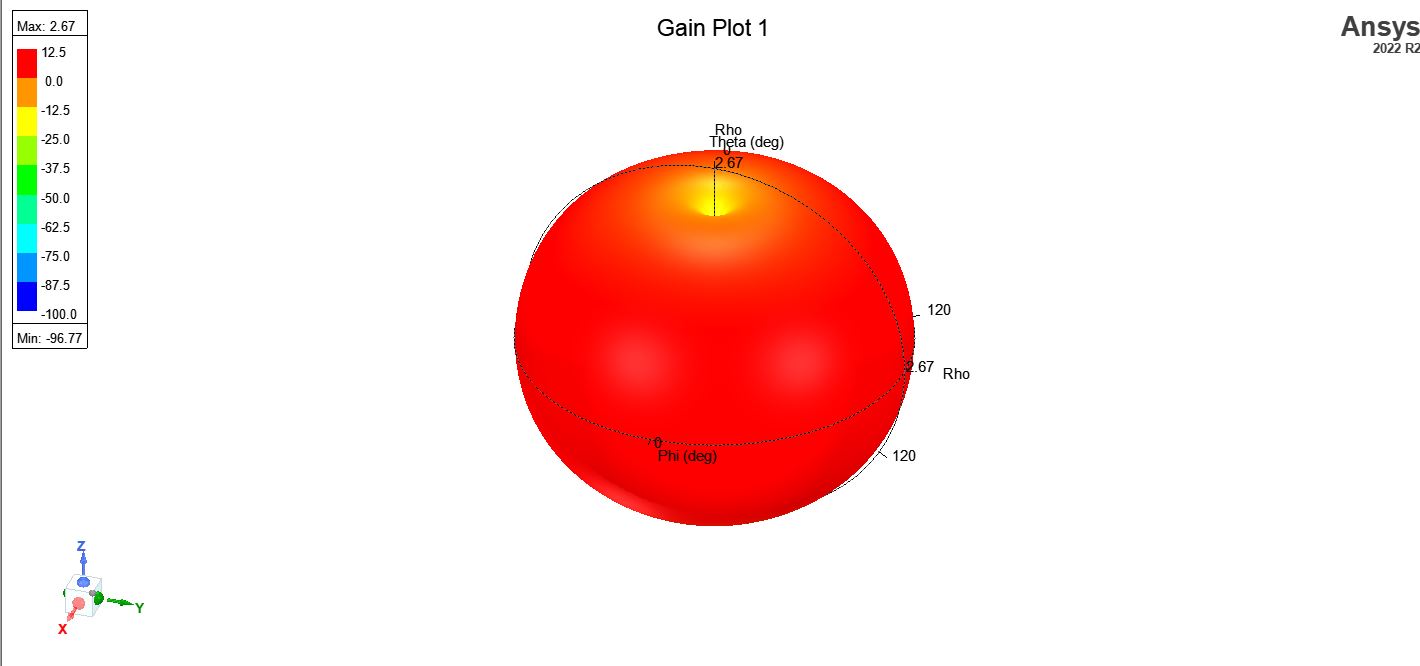 Gain Plot 1
Ansys
2022 R2
Max: 2.67
12.5
0.0
-12.5
-25.0
-37.5
-50.0
-62.5
-75.0
-87.5
-100.0
Min: -96.77
Rho
Theta (deg)
0
2.67
120
2.67 Rho
0
Phi (deg)
120
Z
Y
X